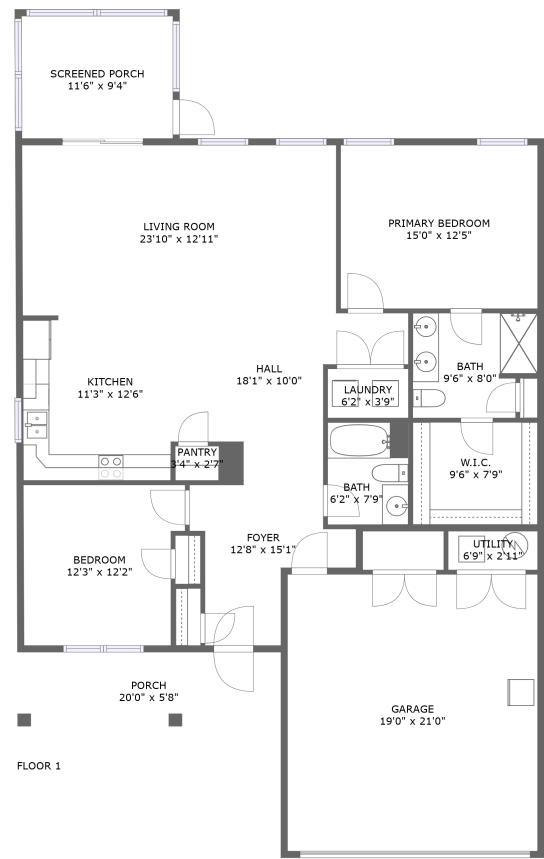 SCREENED PORCH
11'6" x 9'4"
LIVING ROOM
23'10" x 12'11"
PRIMARY BEDROOM
15'0" x 12'5"
KITCHEN
11'3" x 12'6"
HALL
18'1" x 10'0"
BATH
9'6" x 8'0"
LAUNDRY
6'2" x 3'9"
PANTRY
3'4" x 2'7"
W.I.C.
9'6" x 7'9"
BATH
6'2" x 7'9"
FOYER
12'8" x 15'1"
UTILITY
6'9" x 2'11"
BEDROOM
12'3" x 12'2"
PORCH
20'0" x 5'8"
GARAGE
19'0" x 21'0"
FLOOR 1